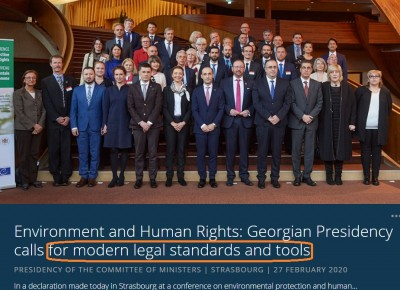 Environment and Human Rights: Georgian Presidency
calls for modern legal standards and tools
PRESIDENCY OF THE COMMITTEE OF MINISTERS | STRASBOURG | 27 FEBRUARY 2020
In a declaration made today in Strasbourg at a conference on environmental protection and human...